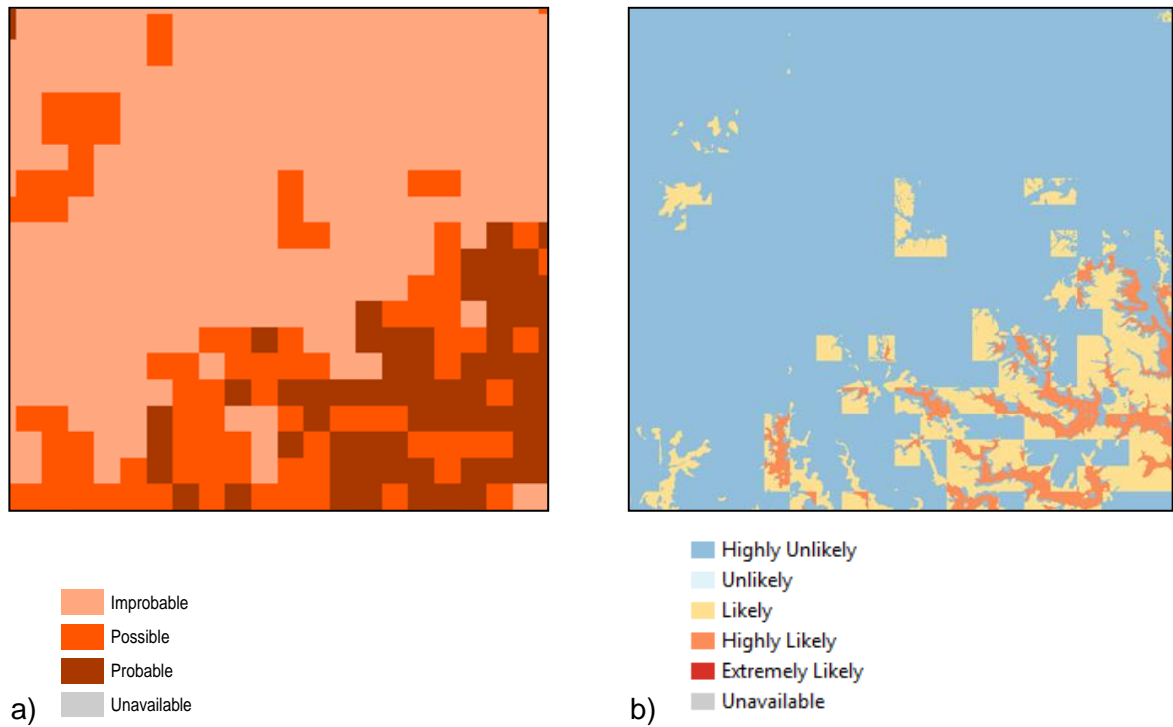 Improbable
Possible
Probable
Unavailable
a)
Highly Unlikely
Unlikely
Likely
Highly Likely
Extremely Likely
Unavailable
b)